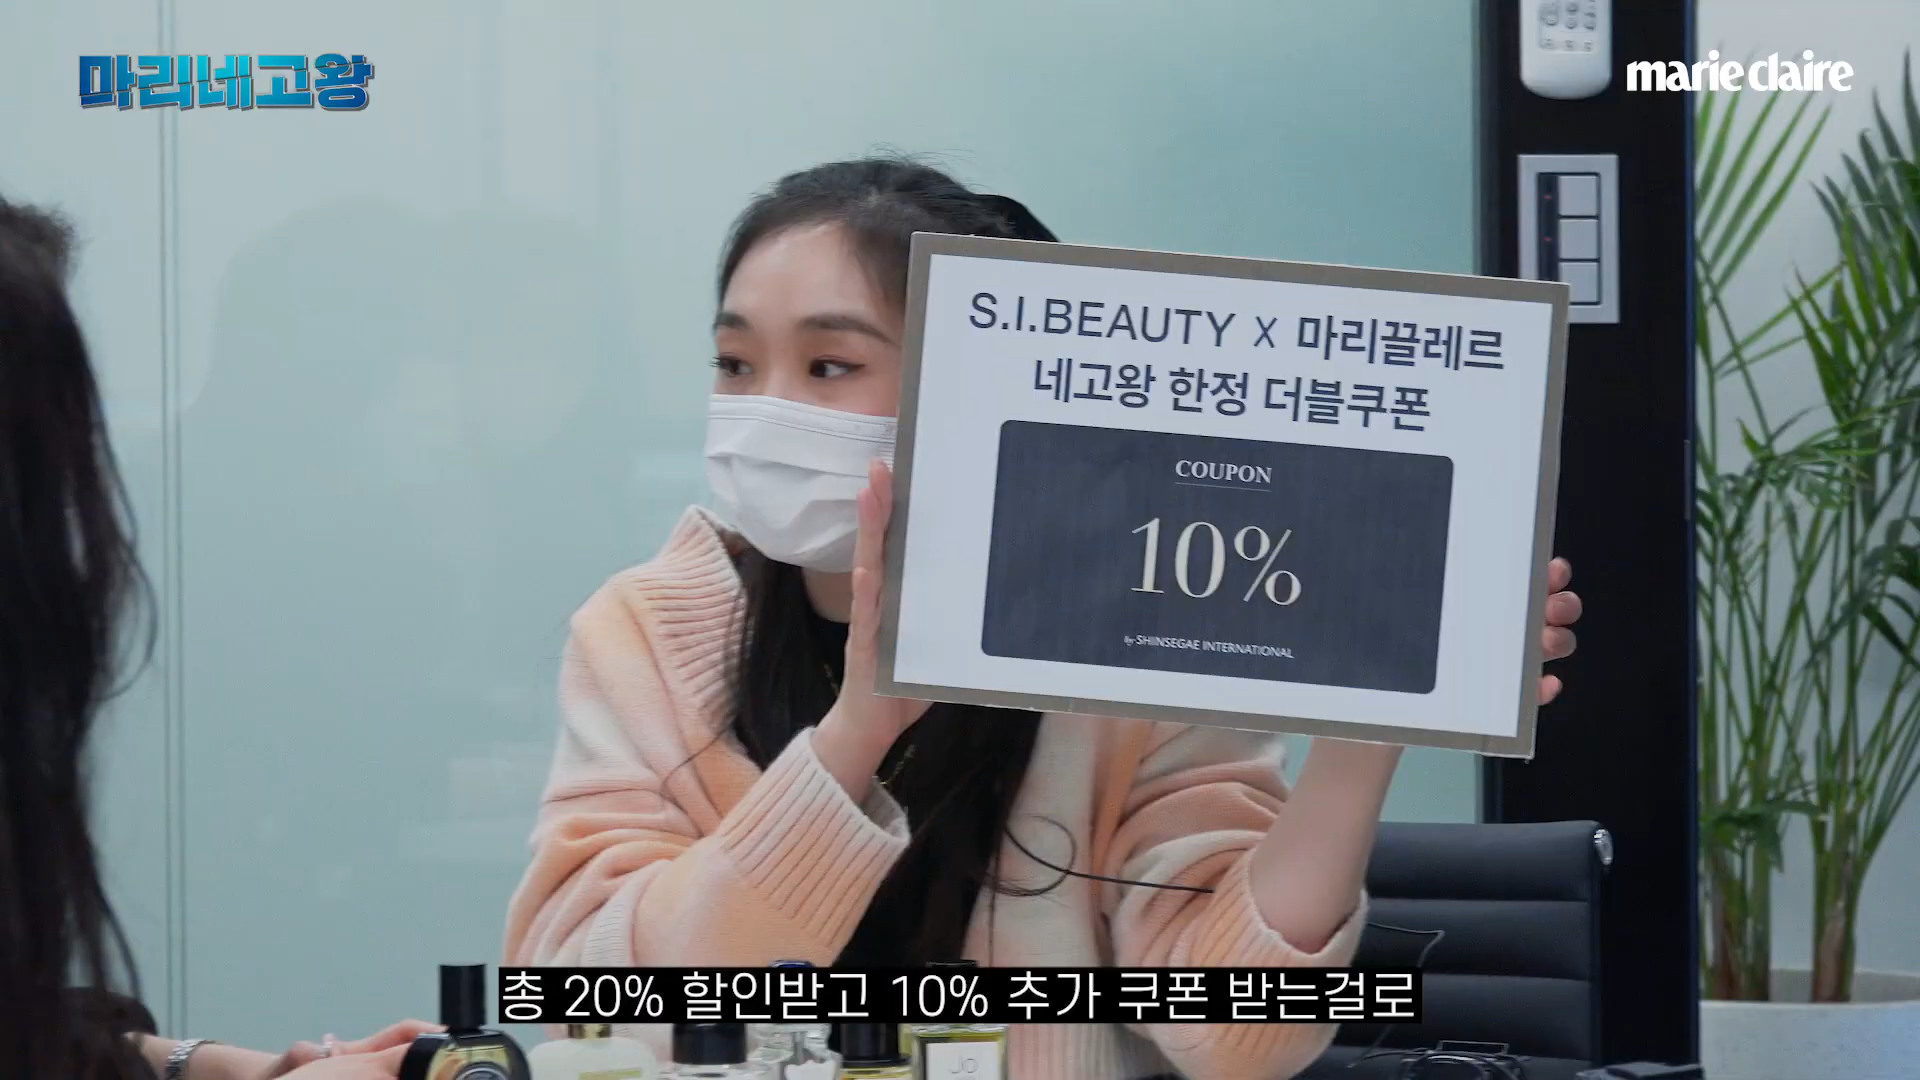 마리네고왕
marie claire
S.I.BEAUTY X 마리끌레르
네고왕 한정 더블쿠폰
COUPON
10%
by SHINSEGAE INTERNATIONAL
총 20% 할인받고 10% 추가 쿠폰 받는걸로
Jo